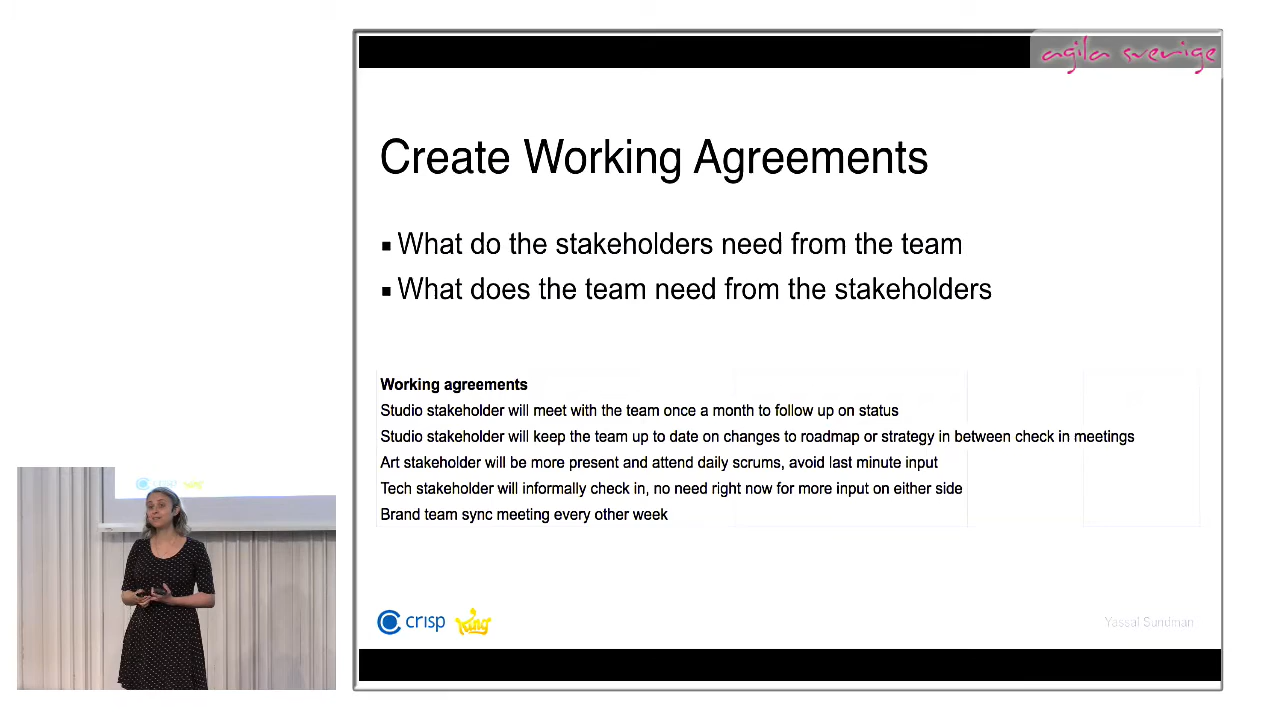 agila sverige
Create Working Agreements
What do the stakeholders need from the team
What does the team need from the stakeholders
Working agreements
Studio stakeholder will meet with the team once a month to follow up on status
Studio stakeholder will keep the team up to date on changes to roadmap or strategy in between check in meetings
Art stakeholder will be more present and attend daily scrums, avoid last minute input
Tech stakeholder will informally check in, no need right now for more input on either side
Brand team sync meeting every other week
crisp King
Yassal Sundman
crisp King